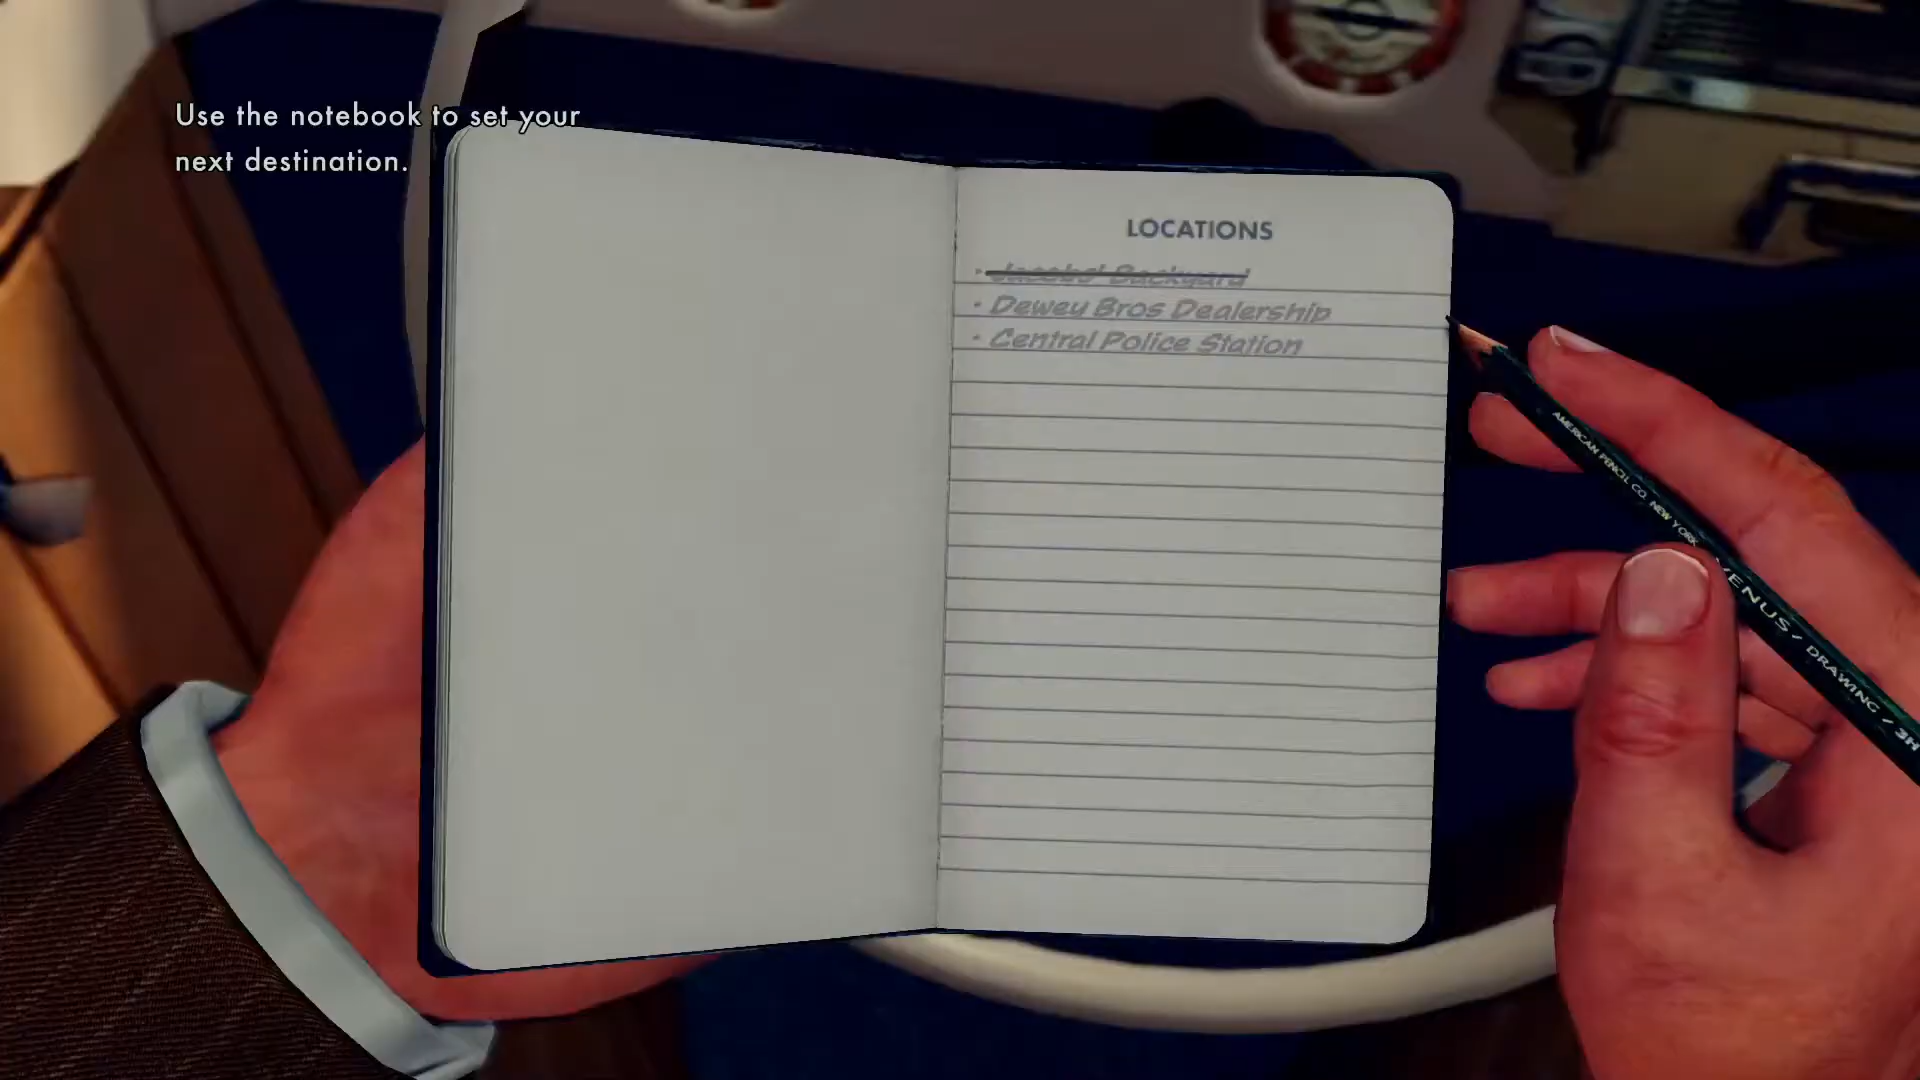 Use the notebook to set your
next destination.
LOCATIONS
· Jacobs' Backyard
· Dewey Bros Dealership
· Central Police Station
AMERICAN PENCIL CO. NEW YORK
VENUS / DRAWING / 3H